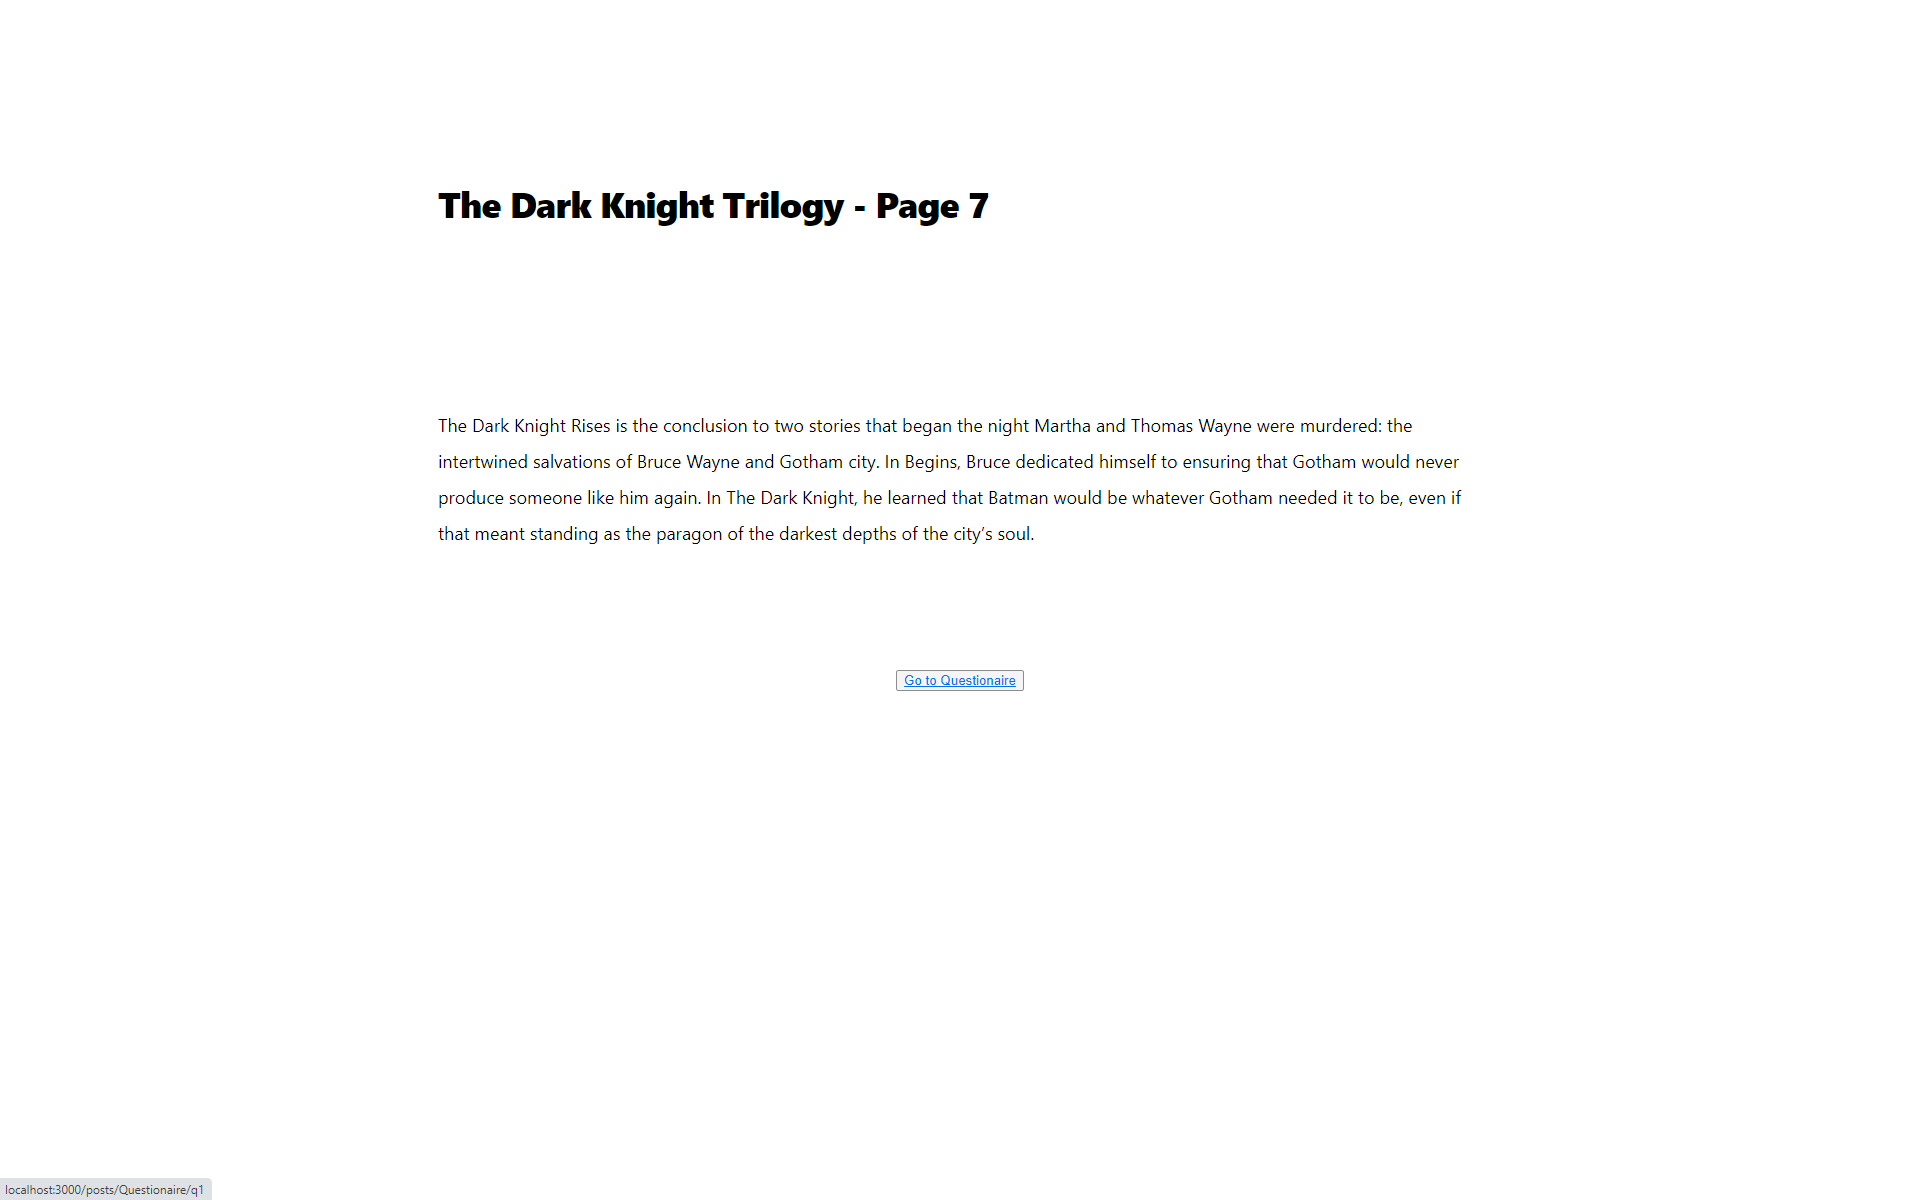 The Dark Knight Trilogy - Page 7
The Dark Knight Rises is the conclusion to two stories that began the night Martha and Thomas Wayne were murdered: the
intertwined salvations of Bruce Wayne and Gotham city. In Begins, Bruce dedicated himself to ensuring that Gotham would never
produce someone like him again. In The Dark Knight, he learned that Batman would be whatever Gotham needed it to be, even if
that meant standing as the paragon of the darkest depths of the city’s soul.
Go to Questionaire
localhost:3000/posts/Questionaire/q1